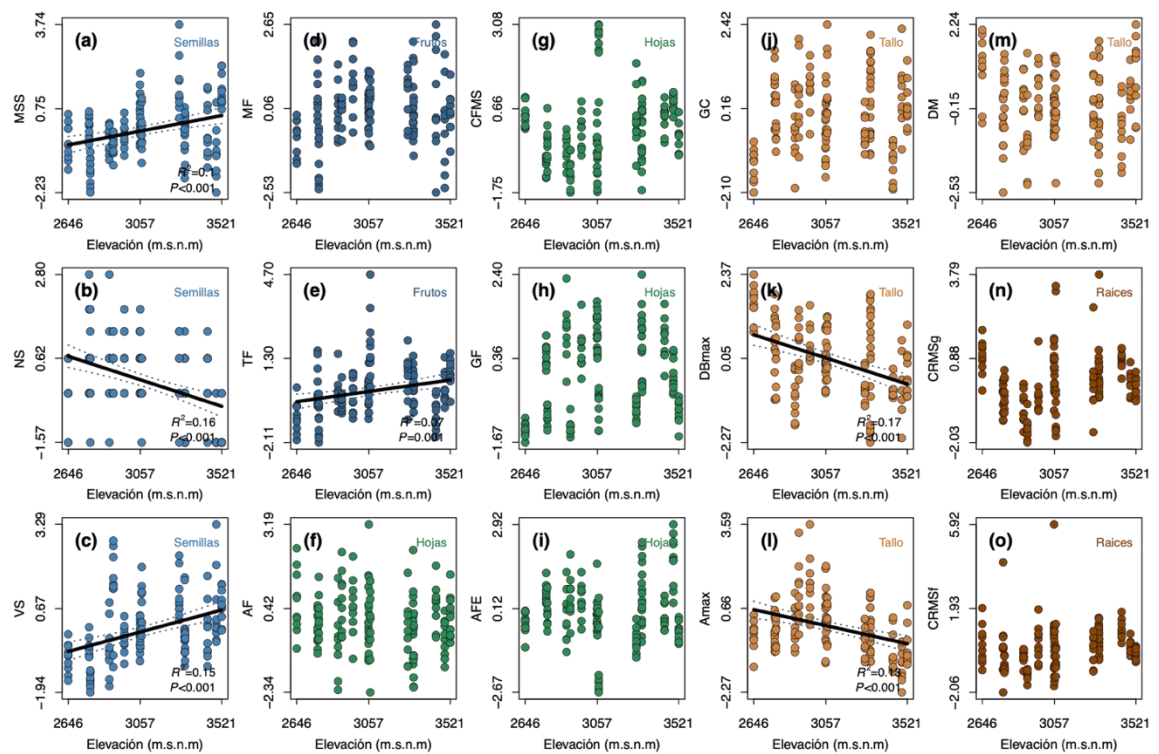 (a) Semillas
MSS
3.74
0.75
−2.23
R²=0.1
P<0.001
2646 3057 3521
Elevación (m.s.n.m)
(d) Frutos
MF
2.65
0.06
−2.53
2646 3057 3521
Elevación (m.s.n.m)
(g) Hojas
CFMS
3.08
0.66
−1.75
2646 3057 3521
Elevación (m.s.n.m)
(j) Tallo
GC
2.42
0.16
−2.10
2646 3057 3521
Elevación (m.s.n.m)
(m) Tallo
DM
2.24
−0.15
−2.53
2646 3057 3521
Elevación (m.s.n.m)
(b) Semillas
NS
2.80
0.62
−1.57
R²=0.16
P<0.001
2646 3057 3521
Elevación (m.s.n.m)
(e) Frutos
TF
4.70
1.30
−2.11
R²=0.07
P=0.001
2646 3057 3521
Elevación (m.s.n.m)
(h) Hojas
GF
2.40
0.36
−1.67
2646 3057 3521
Elevación (m.s.n.m)
(k) Tallo
DBmax
2.37
0.05
−2.27
R²=0.17
P<0.001
2646 3057 3521
Elevación (m.s.n.m)
(n) Raices
CRMSg
3.79
0.88
−2.03
2646 3057 3521
Elevación (m.s.n.m)
(c) Semillas
VS
3.29
0.67
−1.94
R²=0.15
P<0.001
2646 3057 3521
Elevación (m.s.n.m)
(f) Hojas
AF
3.19
0.42
−2.34
2646 3057 3521
Elevación (m.s.n.m)
(i) Hojas
AFE
2.92
0.12
−2.67
2646 3057 3521
Elevación (m.s.n.m)
(l) Tallo
Amax
3.59
0.66
−2.27
R²=0.13
P<0.001
2646 3057 3521
Elevación (m.s.n.m)
(o) Raices
CRMSf
5.92
1.93
−2.06
2646 3057 3521
Elevación (m.s.n.m)